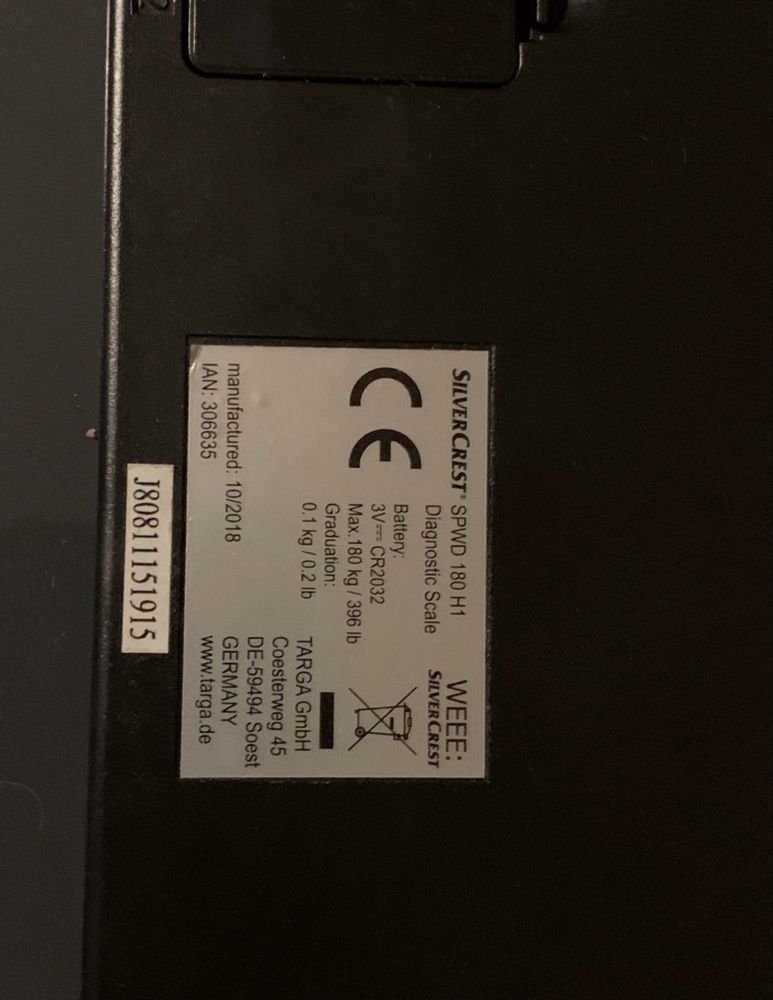 SILVERCREST® SPWD 180 H1
Diagnostic Scale
Battery:
3V⎓ CR2032
Max.180 kg / 396 lb
Graduation:
0.1 kg / 0.2 lb
WEEE:
SILVERCREST
CE
manufactured: 10/2018
IAN: 306635
TARGA GmbH
Coesterweg 45
DE-59494 Soest
GERMANY
www.targa.de
J80811151915